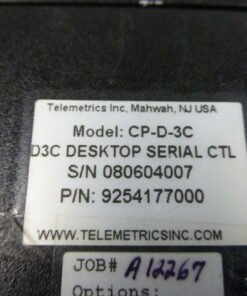 Telemetrics Inc, Mahwah, NJ USA
Model: CP-D-3C
D3C DESKTOP SERIAL CTL
S/N 080604007
P/N: 9254177000
WWW.TELEMETRICSINC.COM
JOB# A12267
Options: